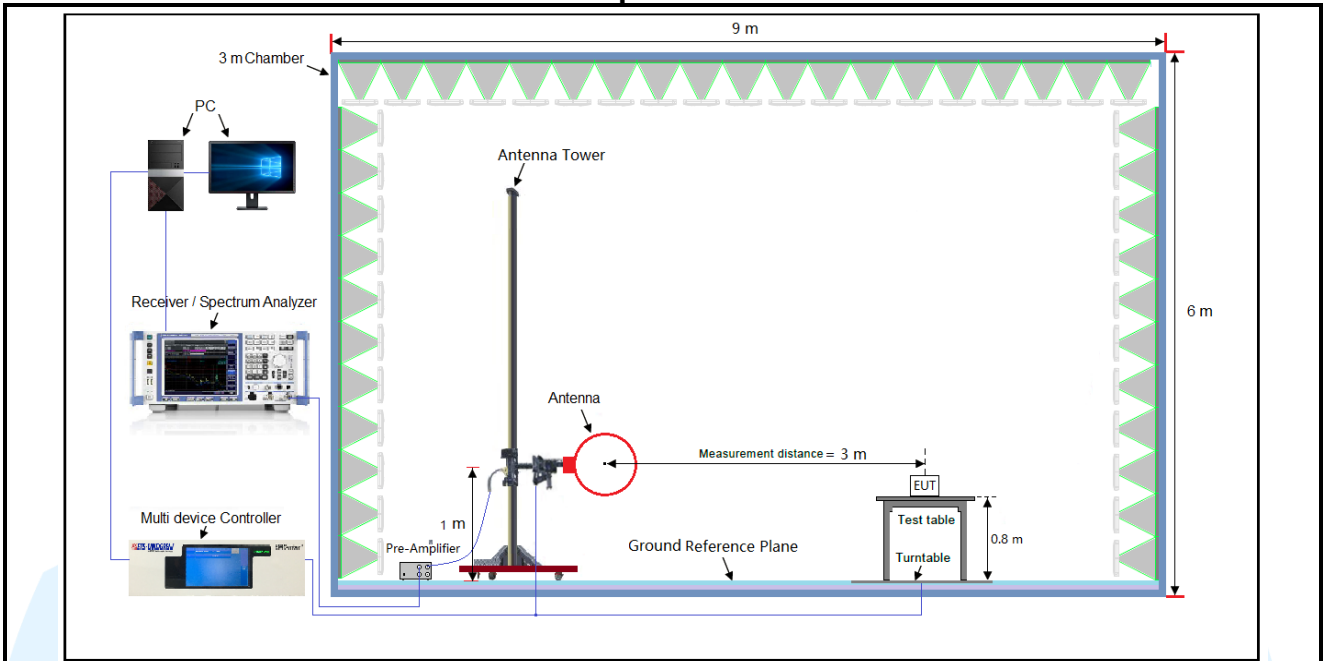 9 m
3 m Chamber
PC
Antenna Tower
6 m
Receiver / Spectrum Analyzer
Antenna
Measurement distance = 3 m
EUT
1 m
Test table
Multi device Controller
Pre-Amplifier
Ground Reference Plane
0.8 m
Turntable